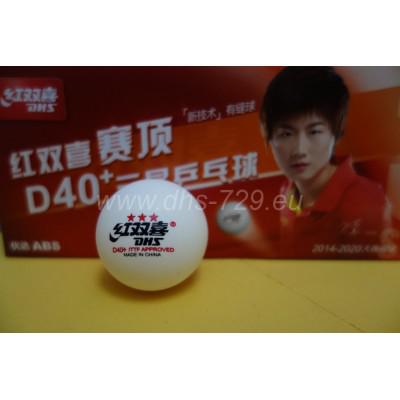 红双喜
DHS
「新技术」有缝球
红双喜 赛顶
D40+三星乒乓球
www.dhs-729.eu
优选 ABS
2014-2020
★★★
红双喜®
DHS
D40+ ITTF APPROVED
MADE IN CHINA